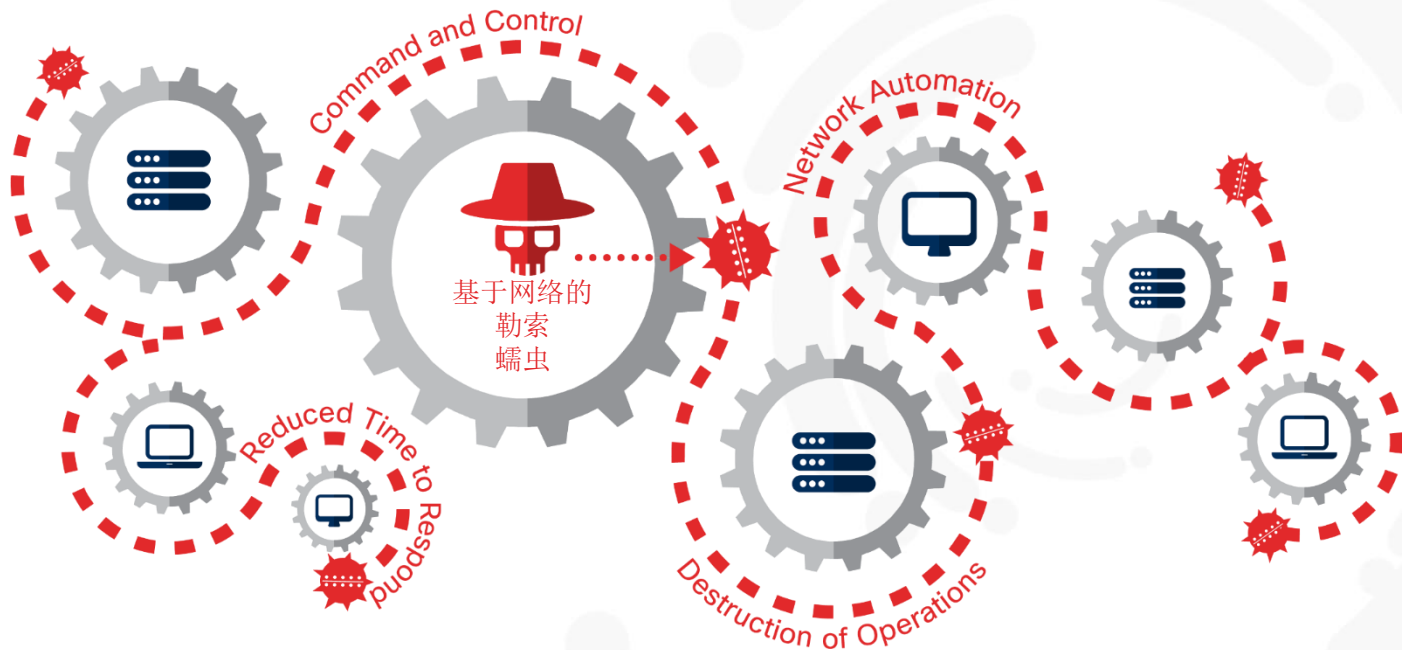 Command and Control
Network Automation
基于网络的
勒索
蠕虫
Reduced Time to Respond
Destruction of Operations